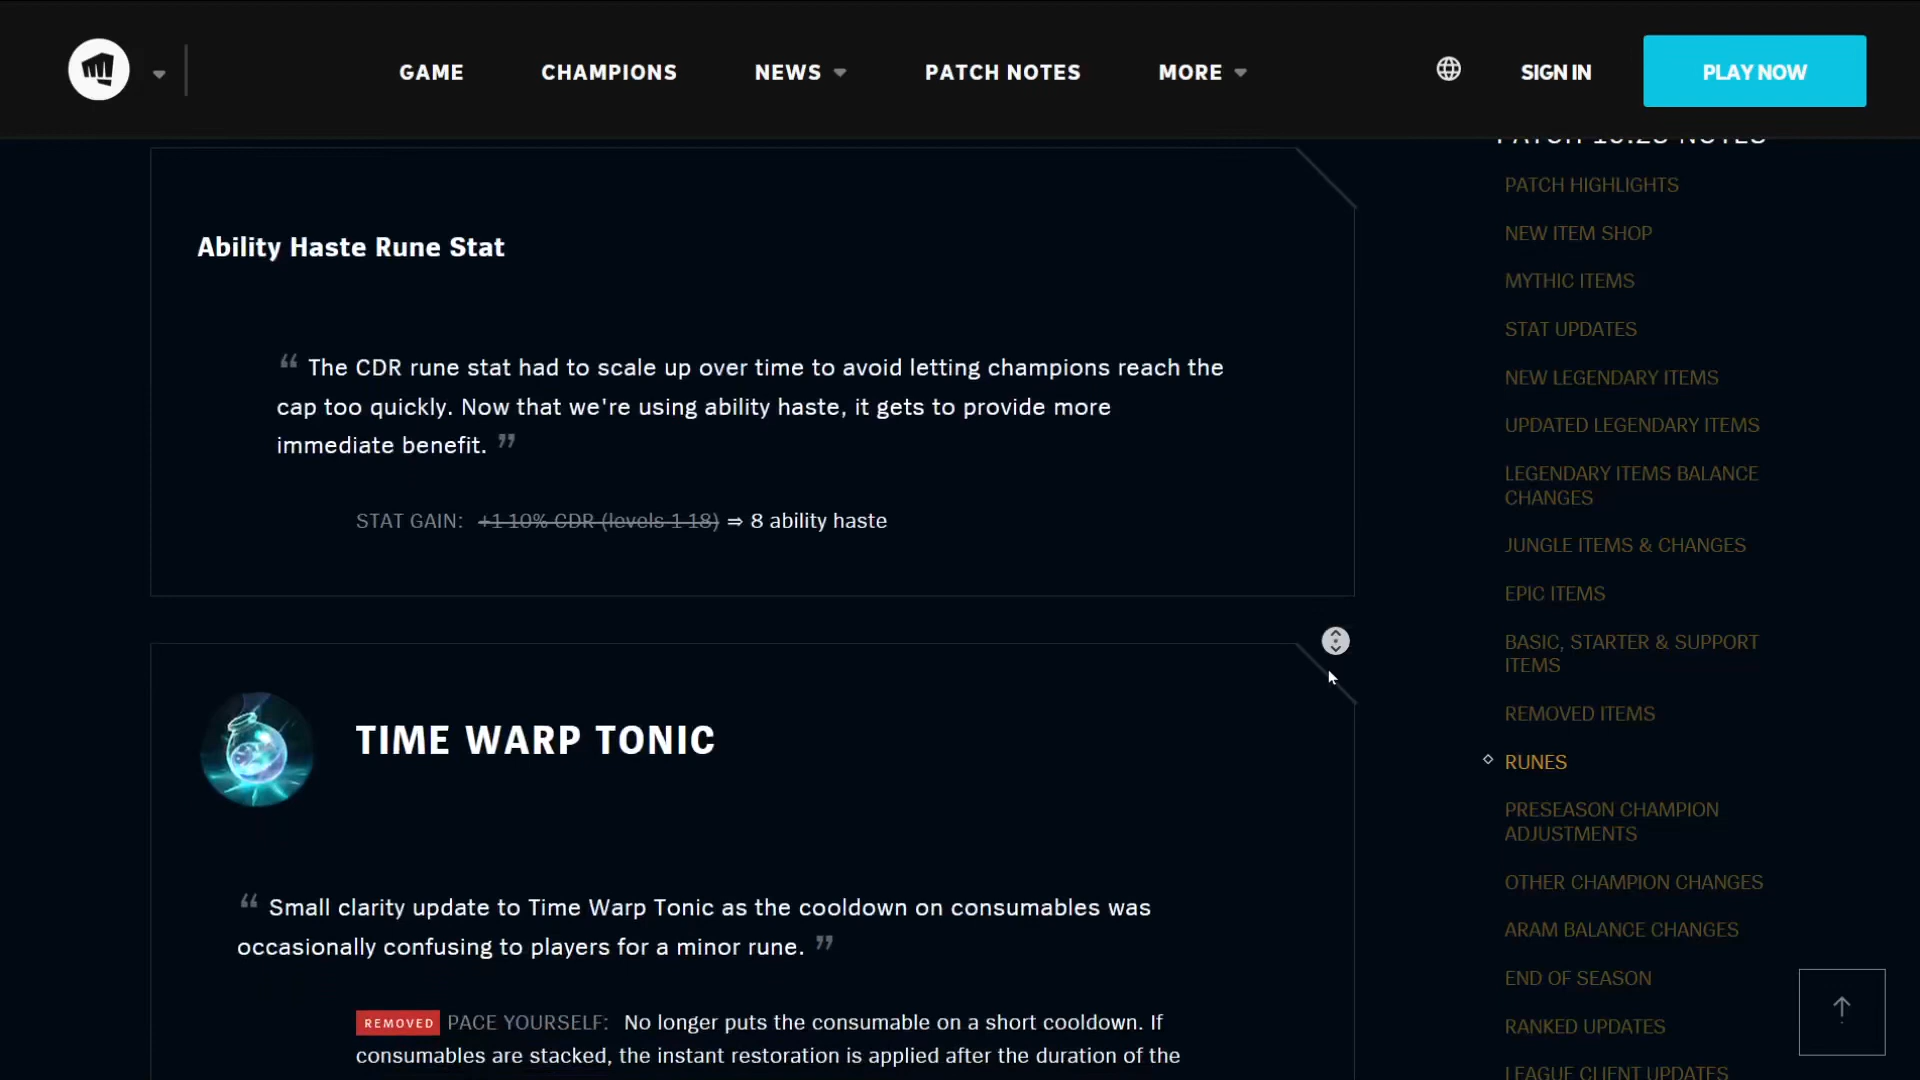 GAME
CHAMPIONS
NEWS
PATCH NOTES
MORE
SIGN IN
PLAY NOW
Ability Haste Rune Stat
“ The CDR rune stat had to scale up over time to avoid letting champions reach the
cap too quickly. Now that we're using ability haste, it gets to provide more
immediate benefit. ”
STAT GAIN: +1-10% CDR (levels 1-18) ⇒ 8 ability haste
TIME WARP TONIC
“ Small clarity update to Time Warp Tonic as the cooldown on consumables was
occasionally confusing to players for a minor rune. ”
REMOVED PACE YOURSELF: No longer puts the consumable on a short cooldown. If
consumables are stacked, the instant restoration is applied after the duration of the
PATCH 10.23 NOTES
PATCH HIGHLIGHTS
NEW ITEM SHOP
MYTHIC ITEMS
STAT UPDATES
NEW LEGENDARY ITEMS
UPDATED LEGENDARY ITEMS
LEGENDARY ITEMS BALANCE
CHANGES
JUNGLE ITEMS & CHANGES
EPIC ITEMS
BASIC, STARTER & SUPPORT
ITEMS
REMOVED ITEMS
RUNES
PRESEASON CHAMPION
ADJUSTMENTS
OTHER CHAMPION CHANGES
ARAM BALANCE CHANGES
END OF SEASON
RANKED UPDATES
LEAGUE CLIENT UPDATES